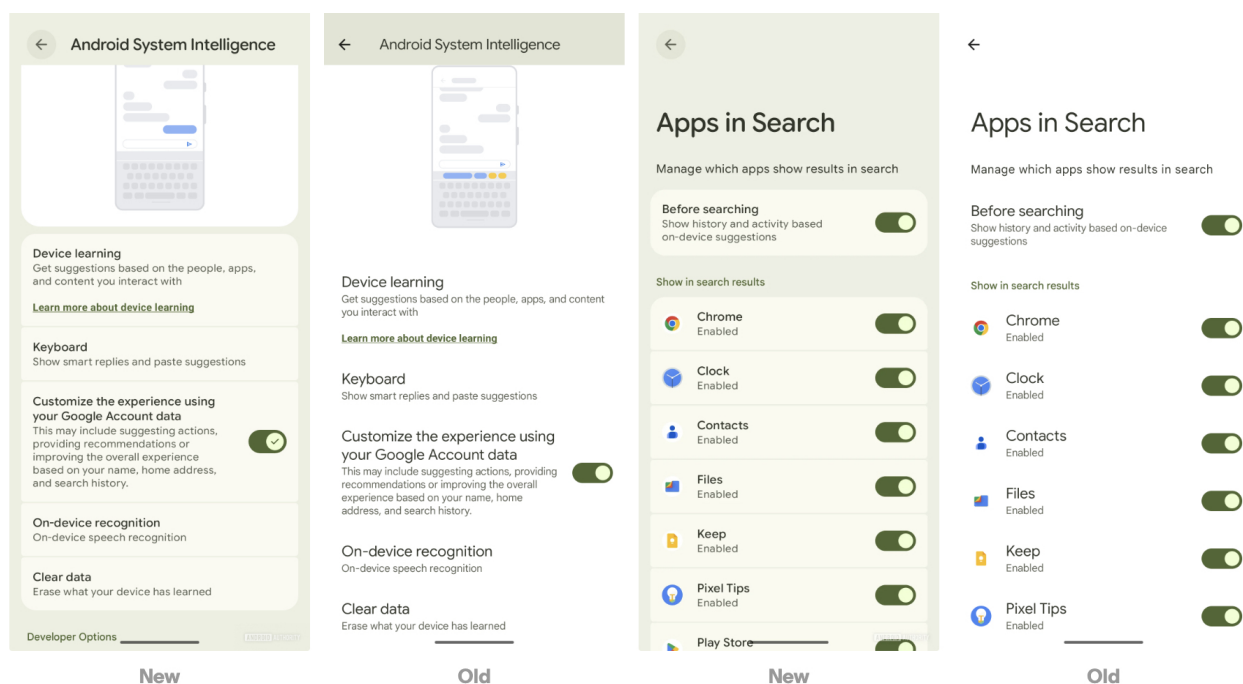 Android System Intelligence
Device learning
Get suggestions based on the people, apps,
and content you interact with
Learn more about device learning
Keyboard
Show smart replies and paste suggestions
Customize the experience using
your Google Account data
This may include suggesting actions,
providing recommendations or
improving the overall experience
based on your name, home address,
and search history.
On-device recognition
On-device speech recognition
Clear data
Erase what your device has learned
Developer Options
New
Android System Intelligence
Device learning
Get suggestions based on the people, apps, and content
you interact with
Learn more about device learning
Keyboard
Show smart replies and paste suggestions
Customize the experience using
your Google Account data
This may include suggesting actions, providing
recommendations or improving the overall
experience based on your name, home
address, and search history.
On-device recognition
On-device speech recognition
Clear data
Erase what your device has learned
Old
Apps in Search
Manage which apps show results in search
Before searching
Show history and activity based
on-device suggestions
Show in search results
Chrome
Enabled
Clock
Enabled
Contacts
Enabled
Files
Enabled
Keep
Enabled
Pixel Tips
Enabled
Play Store
New
Apps in Search
Manage which apps show results in search
Before searching
Show history and activity based on-device
suggestions
Show in search results
Chrome
Enabled
Clock
Enabled
Contacts
Enabled
Files
Enabled
Keep
Enabled
Pixel Tips
Enabled
Old